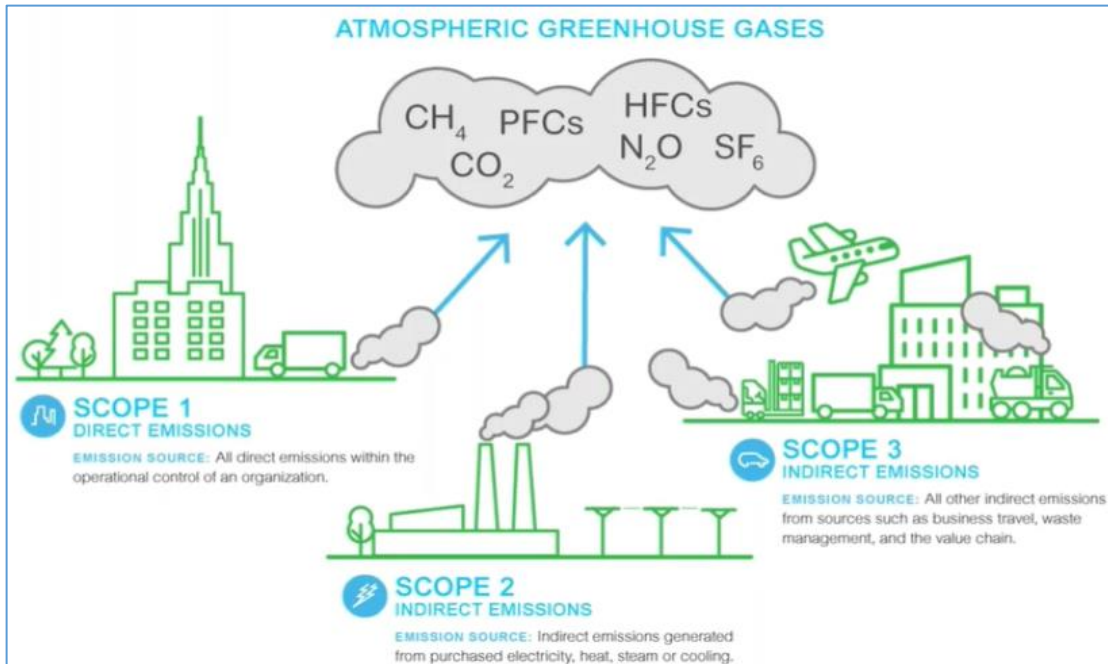 ATMOSPHERIC GREENHOUSE GASES
CH₄ PFCs HFCs
CO₂ N₂O SF₆
SCOPE 1
DIRECT EMISSIONS
EMISSION SOURCE: All direct emissions within the
operational control of an organization.
SCOPE 2
INDIRECT EMISSIONS
EMISSION SOURCE: Indirect emissions generated
from purchased electricity, heat, steam or cooling.
SCOPE 3
INDIRECT EMISSIONS
EMISSION SOURCE: All other indirect emissions
from sources such as business travel, waste
management, and the value chain.